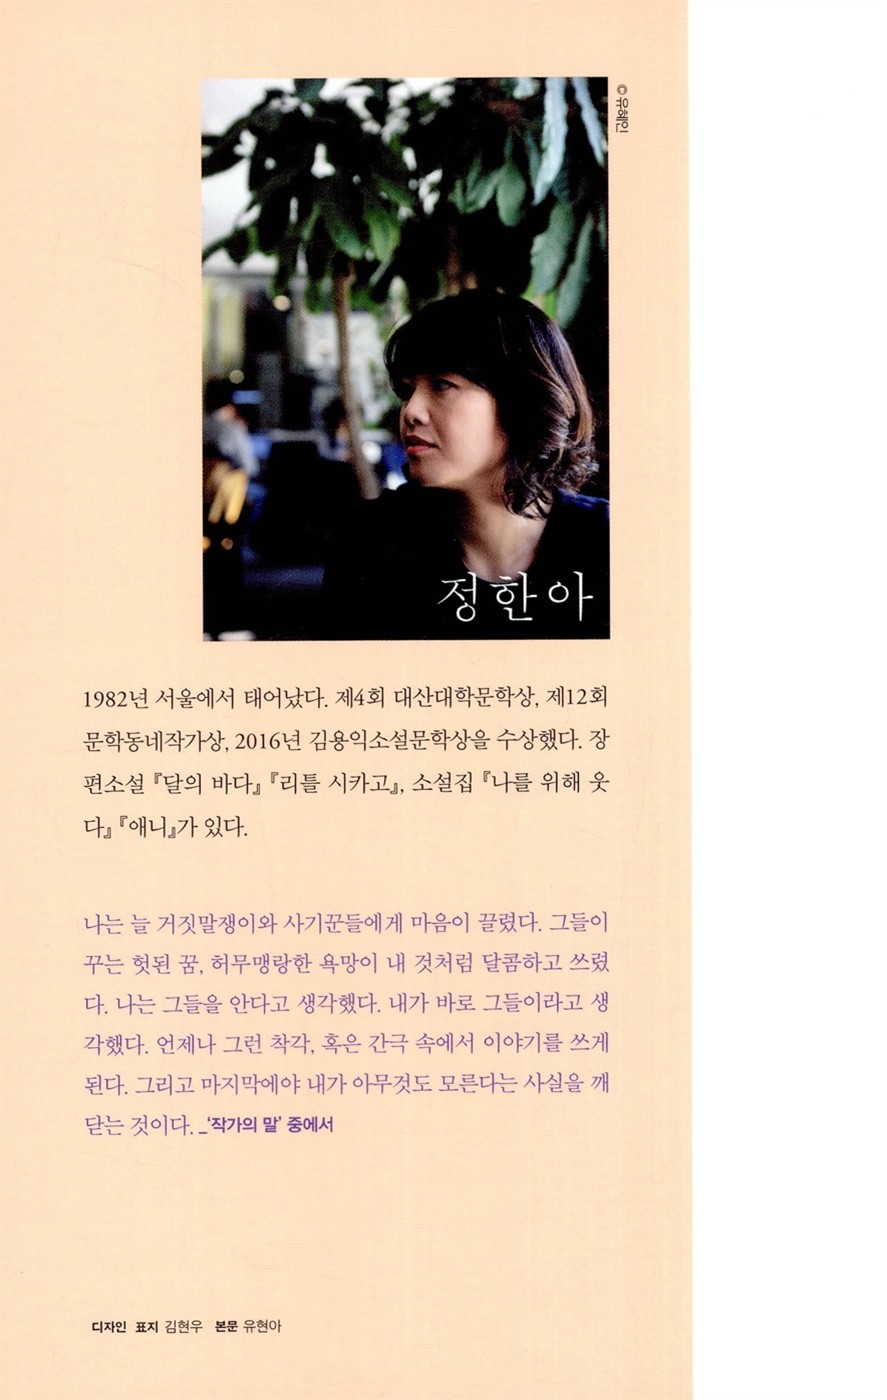 © 유혜인
정한아
1982년 서울에서 태어났다. 제4회 대산대학문학상, 제12회
문학동네작가상, 2016년 김용익소설문학상을 수상했다. 장
편소설 『달의 바다』 『리틀 시카고』, 소설집 『나를 위해 웃
다』 『애니』가 있다.
나는 늘 거짓말쟁이와 사기꾼들에게 마음이 끌렸다. 그들이
꾸는 헛된 꿈, 허무맹랑한 욕망이 내 것처럼 달콤하고 쓰렸
다. 나는 그들을 안다고 생각했다. 내가 바로 그들이라고 생
각했다. 언제나 그런 착각, 혹은 간극 속에서 이야기를 쓰게
된다. 그리고 마지막에야 내가 아무것도 모른다는 사실을 깨
닫는 것이다. _‘작가의 말’ 중에서
디자인 표지 김현우 본문 유현아